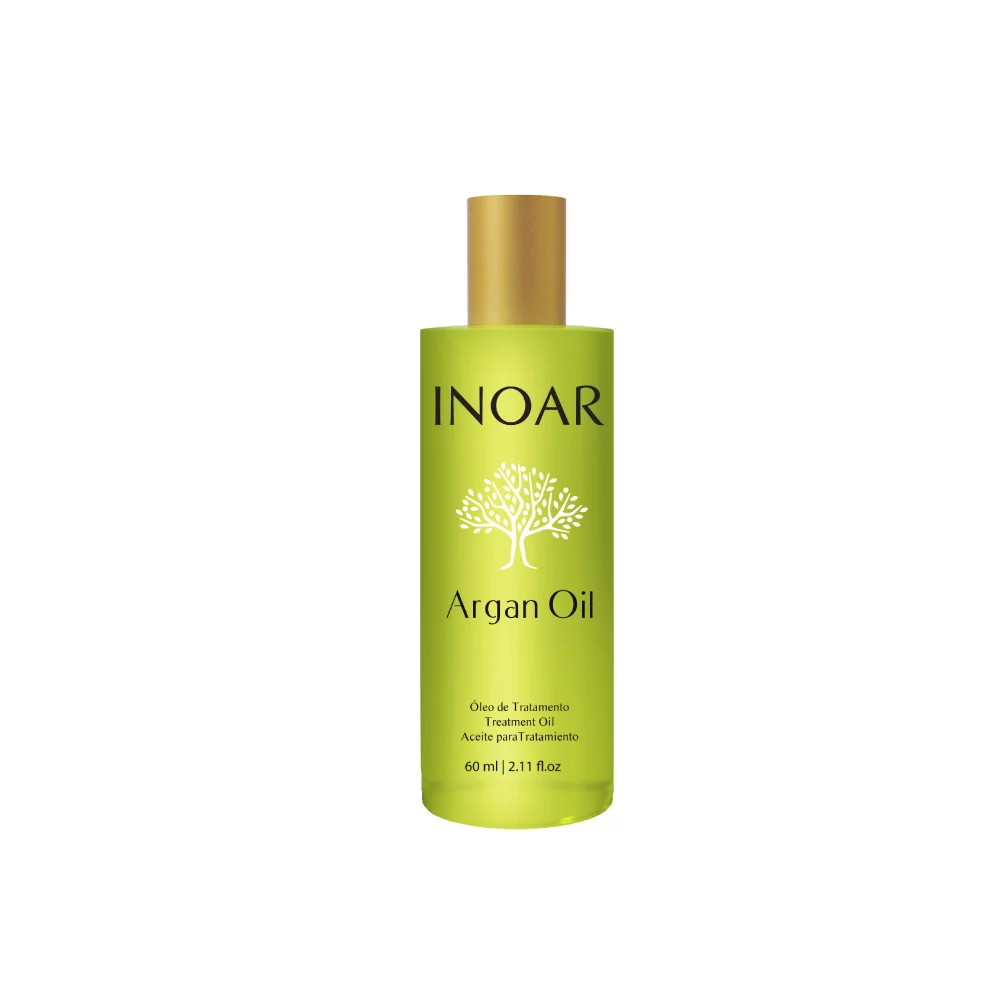 INOAR
Argan Oil
Óleo de Tratamento
Treatment Oil
Aceite paraTratamiento
60 ml | 2.11 fl.oz